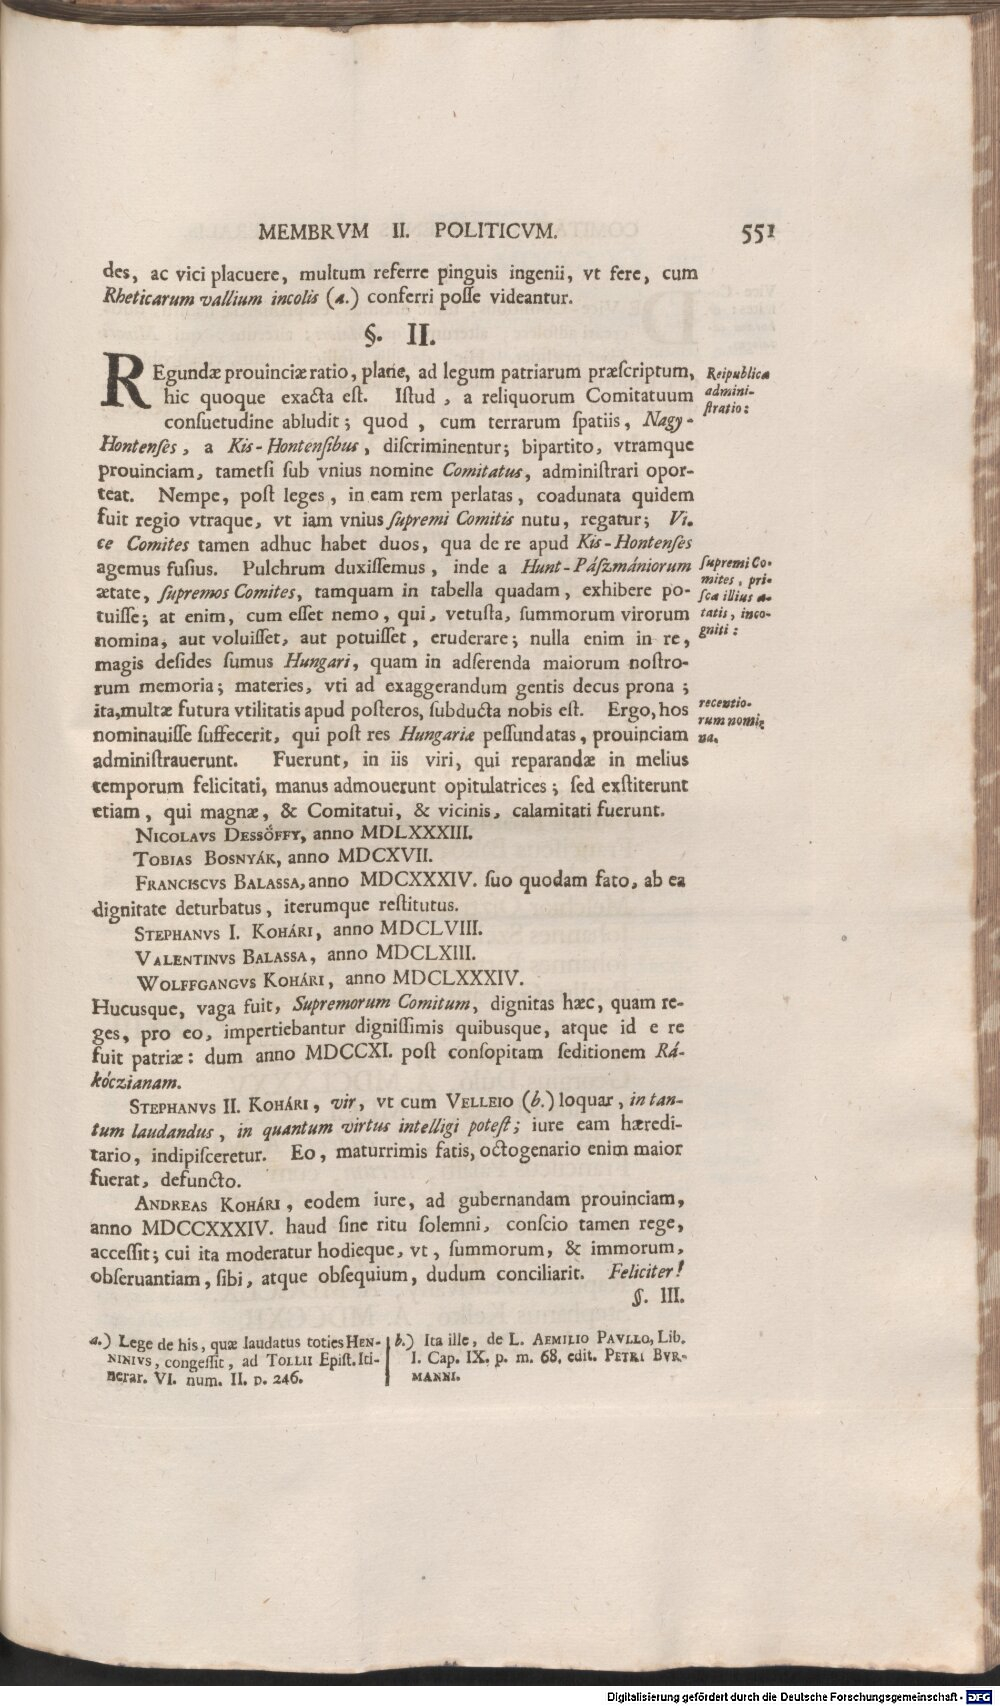 MEMBRVM II. POLITICVM. 551
des, ac vici placuere, multum referre pinguis ingenii, vt fere, cum
Rheticarum vallium incolis (a.) conferri posse videantur.
§. II.
REgundæ prouinciæ ratio, plane, ad legum patriarum præscriptum,
hic quoque exacta est. Istud, a reliquorum Comitatuum
consuetudine abludit; quod, cum terrarum spatiis, Nagy-
Hontenses, a Kis-Hontensibus, discriminentur; bipartito, vtramque
prouinciam, tametsi sub vnius nomine Comitatus, administrari opor-
teat. Nempe, post leges, in eam rem perlatas, coadunata quidem
fuit regio vtraque, vt iam vnius supremi Comitis nutu, regatur; Vi-
ce Comites tamen adhuc habet duos, qua de re apud Kis-Hontenses
agemus fusius. Pulchrum duxissemus, inde a Hunt-Pászmániorum
ætate, supremos Comites, tamquam in tabella quadam, exhibere po-
tuisse; at enim, cum esset nemo, qui, vetusta, summorum virorum
nomina, aut voluisset, aut potuisset, eruderare; nulla enim in re,
magis desides sumus Hungari, quam in adserenda maiorum nostro-
rum memoria; materies, vti ad exaggerandum gentis decus prona;
ita, multæ futura vtilitatis apud posteros, subducta nobis est. Ergo, hos
nominauisse suffecerit, qui post res Hungariæ pessundatas, prouinciam
administrauerunt. Fuerunt, in iis viri, qui reparandæ in melius
temporum felicitati, manus admouerunt opitulatrices; sed exstiterunt
etiam, qui magnæ, & Comitatui, & vicinis, calamitati fuerunt.
NICOLAVS DESSŐFFY, anno MDLXXXIII.
TOBIAS BOSNYÁK, anno MDCXVII.
FRANCISCVS BALASSA, anno MDCXXXIV. suo quodam fato, ab ea
dignitate deturbatus, iterumque restitutus.
STEPHANVS I. KOHÁRI, anno MDCLVIII.
VALENTINVS BALASSA, anno MDCLXIII.
WOLFFGANGVS KOHÁRI, anno MDCLXXXIV.
Hucusque, vaga fuit, Supremorum Comitum, dignitas hæc, quam re-
ges, pro eo, impertiebantur dignissimis quibusque, atque id e re
fuit patriæ: dum anno MDCCXI. post consopitam seditionem Rá-
kóczianam.
STEPHANVS II. KOHÁRI, vir, vt cum VELLEIO (b.) loquar, in tan-
tum laudandus, in quantum virtus intelligi potest; iure eam hæredi-
tario, indipisceretur. Eo, maturrimis fatis, octogenario enim maior
fuerat, defuncto.
ANDREAS KOHÁRI, eodem iure, ad gubernandam prouinciam,
anno MDCCXXXIV. haud sine ritu solemni, conscio tamen rege,
accessit; cui ita moderatur hodieque, vt, summorum, & immorum,
obseruantiam, sibi, atque obsequium, dudum conciliarit. Feliciter!
§. III.
Reipublicæ
admini-
stratio:
supremi Co-
mites, pri-
sca illius æ-
tatis, inco-
gniti:
recentio-
rum nomi-
na.
a.) Lege de his, quæ laudatus toties HEN-
NINIVS, congessit, ad TOLLII Epist. Iti-
nerar. VI. num. II. p. 246.
b.) Ita ille, de L. AEMILIO PAVLLO, Lib.
I. Cap. IX. p. m. 68. edit. PETRI BVR-
MANNI.
Digitalisierung gefördert durch die Deutsche Forschungsgemeinschaft - DFG